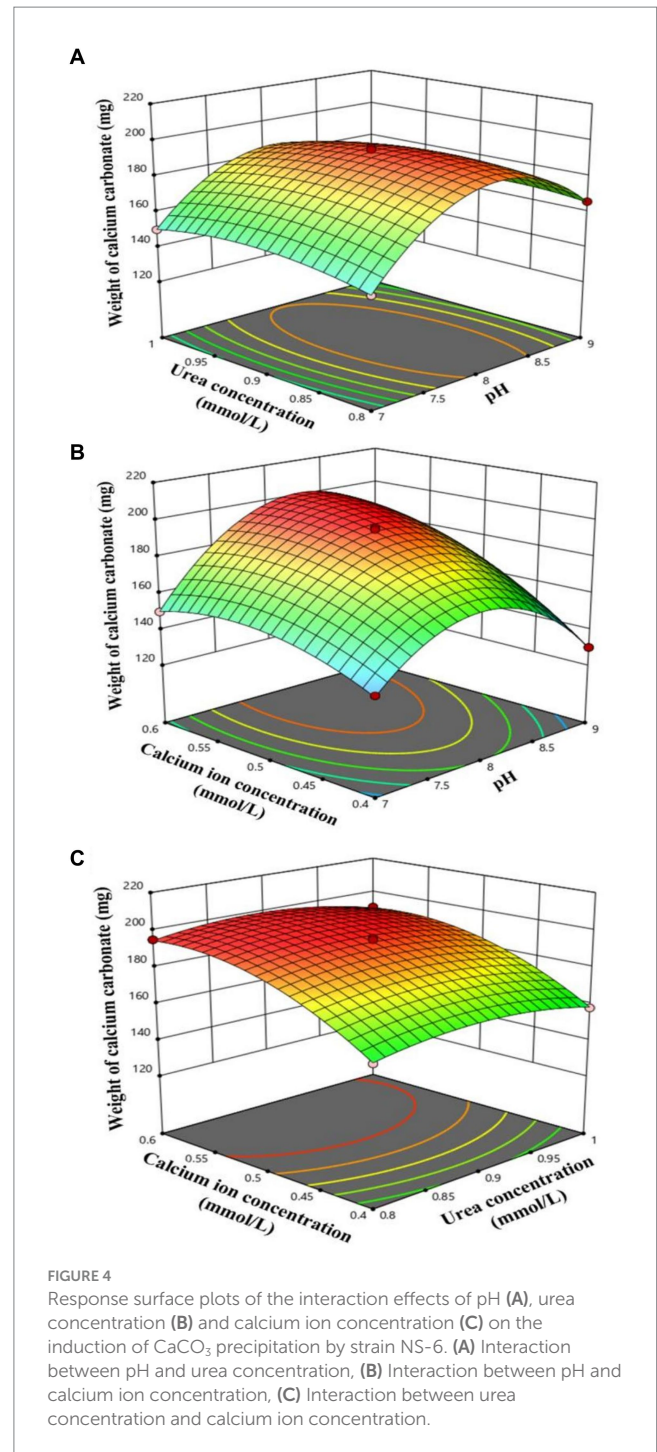 A
Weight of calcium carbonate (mg)
220
200
180
160
140
120
1
0.95
0.9
0.85
0.8
Urea concentration
(mmol/L)
7
7.5
8
8.5
9
pH
B
Weight of calcium carbonate (mg)
220
200
180
160
140
120
0.6
0.55
0.5
0.45
0.4
Calcium ion concentration
(mmol/L)
7
7.5
8
8.5
9
pH
C
Weight of calcium carbonate (mg)
220
200
180
160
140
120
0.6
0.55
0.5
0.45
0.4
Calcium ion concentration
(mmol/L)
0.8
0.85
0.9
0.95
1
Urea concentration
(mmol/L)
FIGURE 4
Response surface plots of the interaction effects of pH (A), urea
concentration (B) and calcium ion concentration (C) on the
induction of CaCO₃ precipitation by strain NS-6. (A) Interaction
between pH and urea concentration, (B) Interaction between pH and
calcium ion concentration, (C) Interaction between urea
concentration and calcium ion concentration.